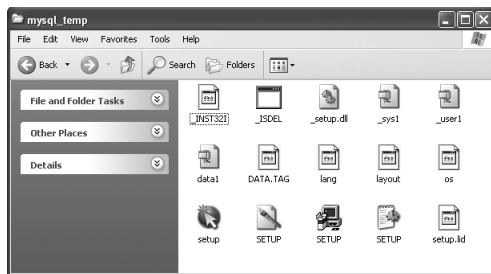 mysql_temp
File Edit View Favorites Tools Help
Back Search Folders
File and Folder Tasks
Other Places
Details
_INST32I _ISDEL _setup.dl _sys1 _user1
data1 DATA.TAG lang layout os
setup SETUP SETUP SETUP setup.lid